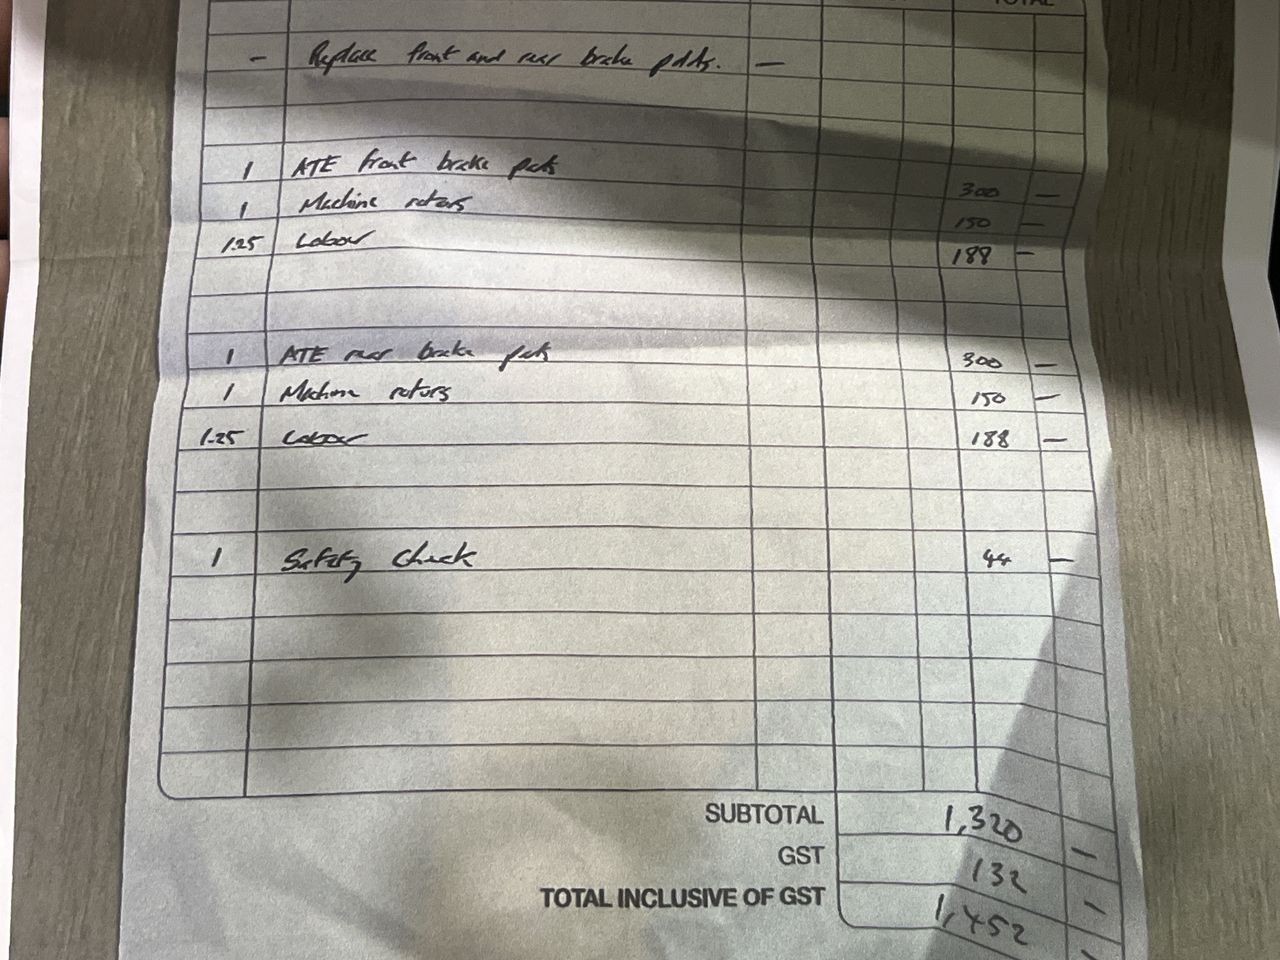 TOTAL
- Replace front and rear brake pads. -
1 ATE front brake pads 300 -
1 Machine rotors 150 -
1.25 Labour 188 -
1 ATE rear brake pads 300 -
1 Machine rotors 150 -
1.25 Labour 188 -
1 Safety check 44 -
SUBTOTAL 1,320 -
GST 132 -
TOTAL INCLUSIVE OF GST 1,452 -